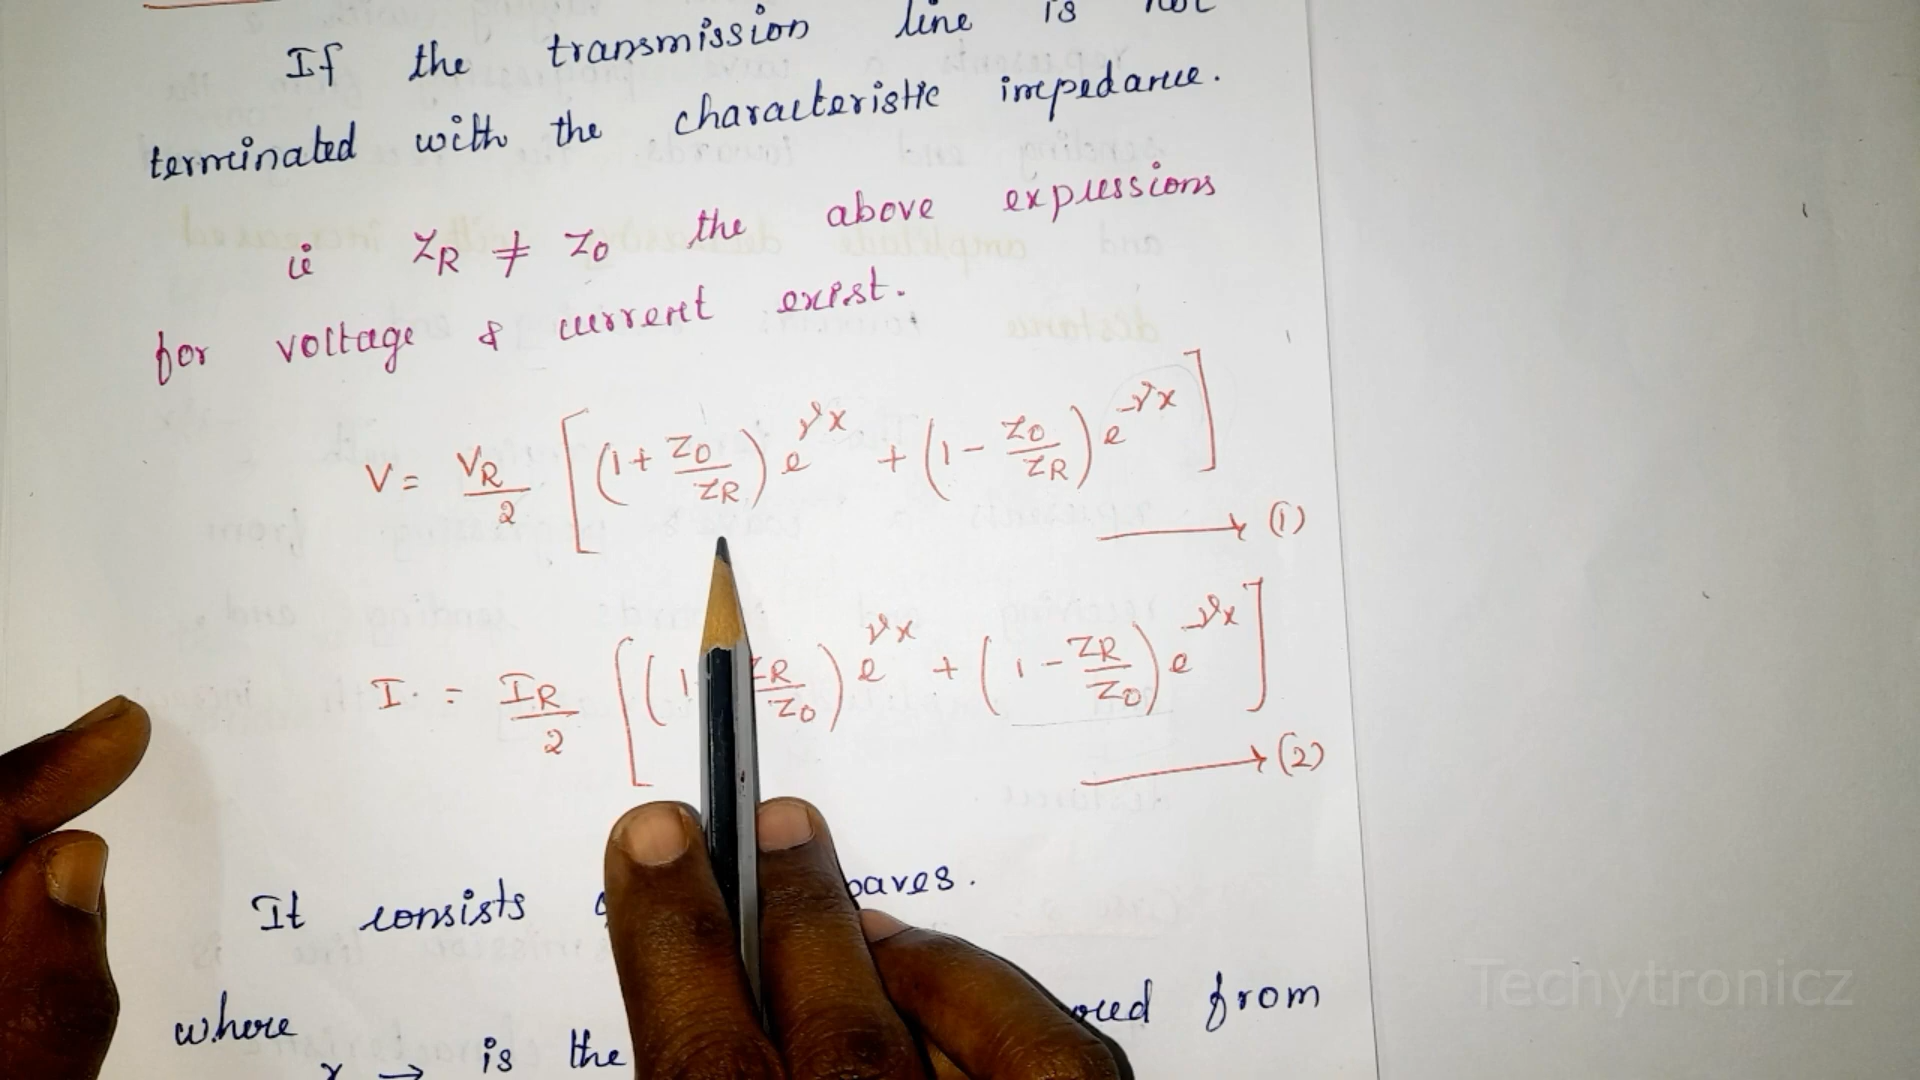 If the transmission line is not
terminated with the characteristic impedance.
ie ZR ≠ Z0 the above expressions
for voltage & current exist.
V = VR/2 [(1 + Z0/ZR) e^γx + (1 - Z0/ZR) e^-γx]
→ (1)
I = IR/2 [(1 ZR/Z0) e^γx + (1 - ZR/Z0) e^-γx]
→ (2)
It consists
where from
x → is the
Techytronicz